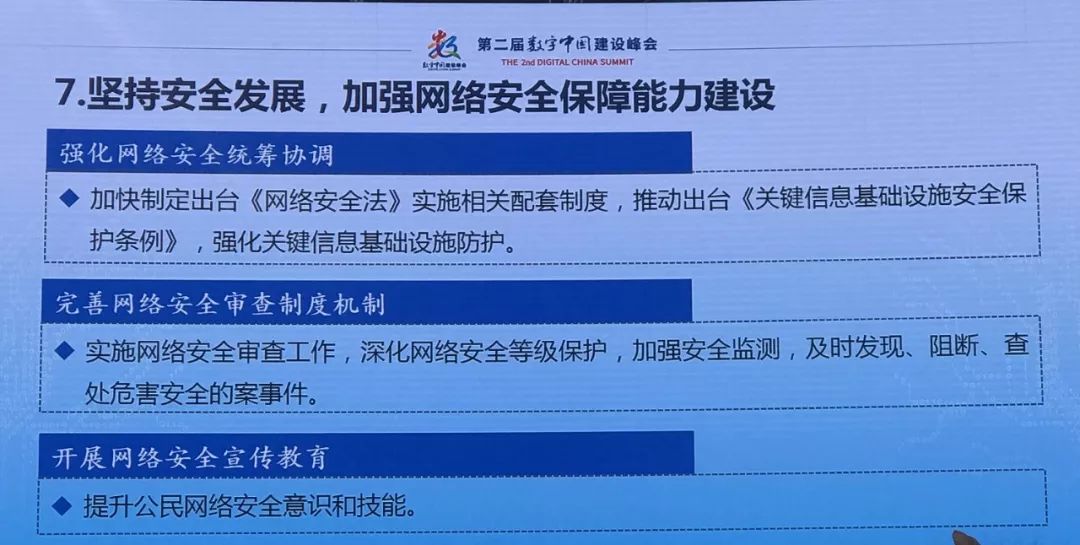 第二届数字中国建设峰会
THE 2nd DIGITAL CHINA SUMMIT
7.坚持安全发展，加强网络安全保障能力建设
强化网络安全统筹协调
◆ 加快制定出台《网络安全法》实施相关配套制度，推动出台《关键信息基础设施安全保
护条例》，强化关键信息基础设施防护。
完善网络安全审查制度机制
◆ 实施网络安全审查工作，深化网络安全等级保护，加强安全监测，及时发现、阻断、查
处危害安全的案事件。
开展网络安全宣传教育
◆ 提升公民网络安全意识和技能。